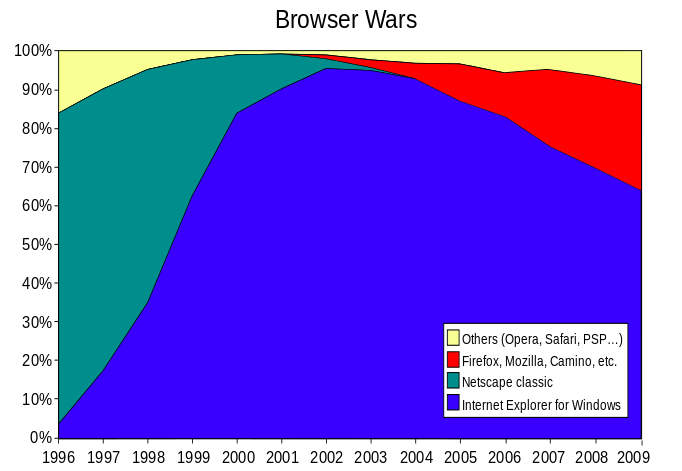 Browser Wars
100%
90%
80%
70%
60%
50%
40%
30%
20%
10%
0%
Others (Opera, Safari, PSP...)
Firefox, Mozilla, Camino, etc.
Netscape classic
Internet Explorer for Windows
1996 1997 1998 1999 2000 2001 2002 2003 2004 2005 2006 2007 2008 2009